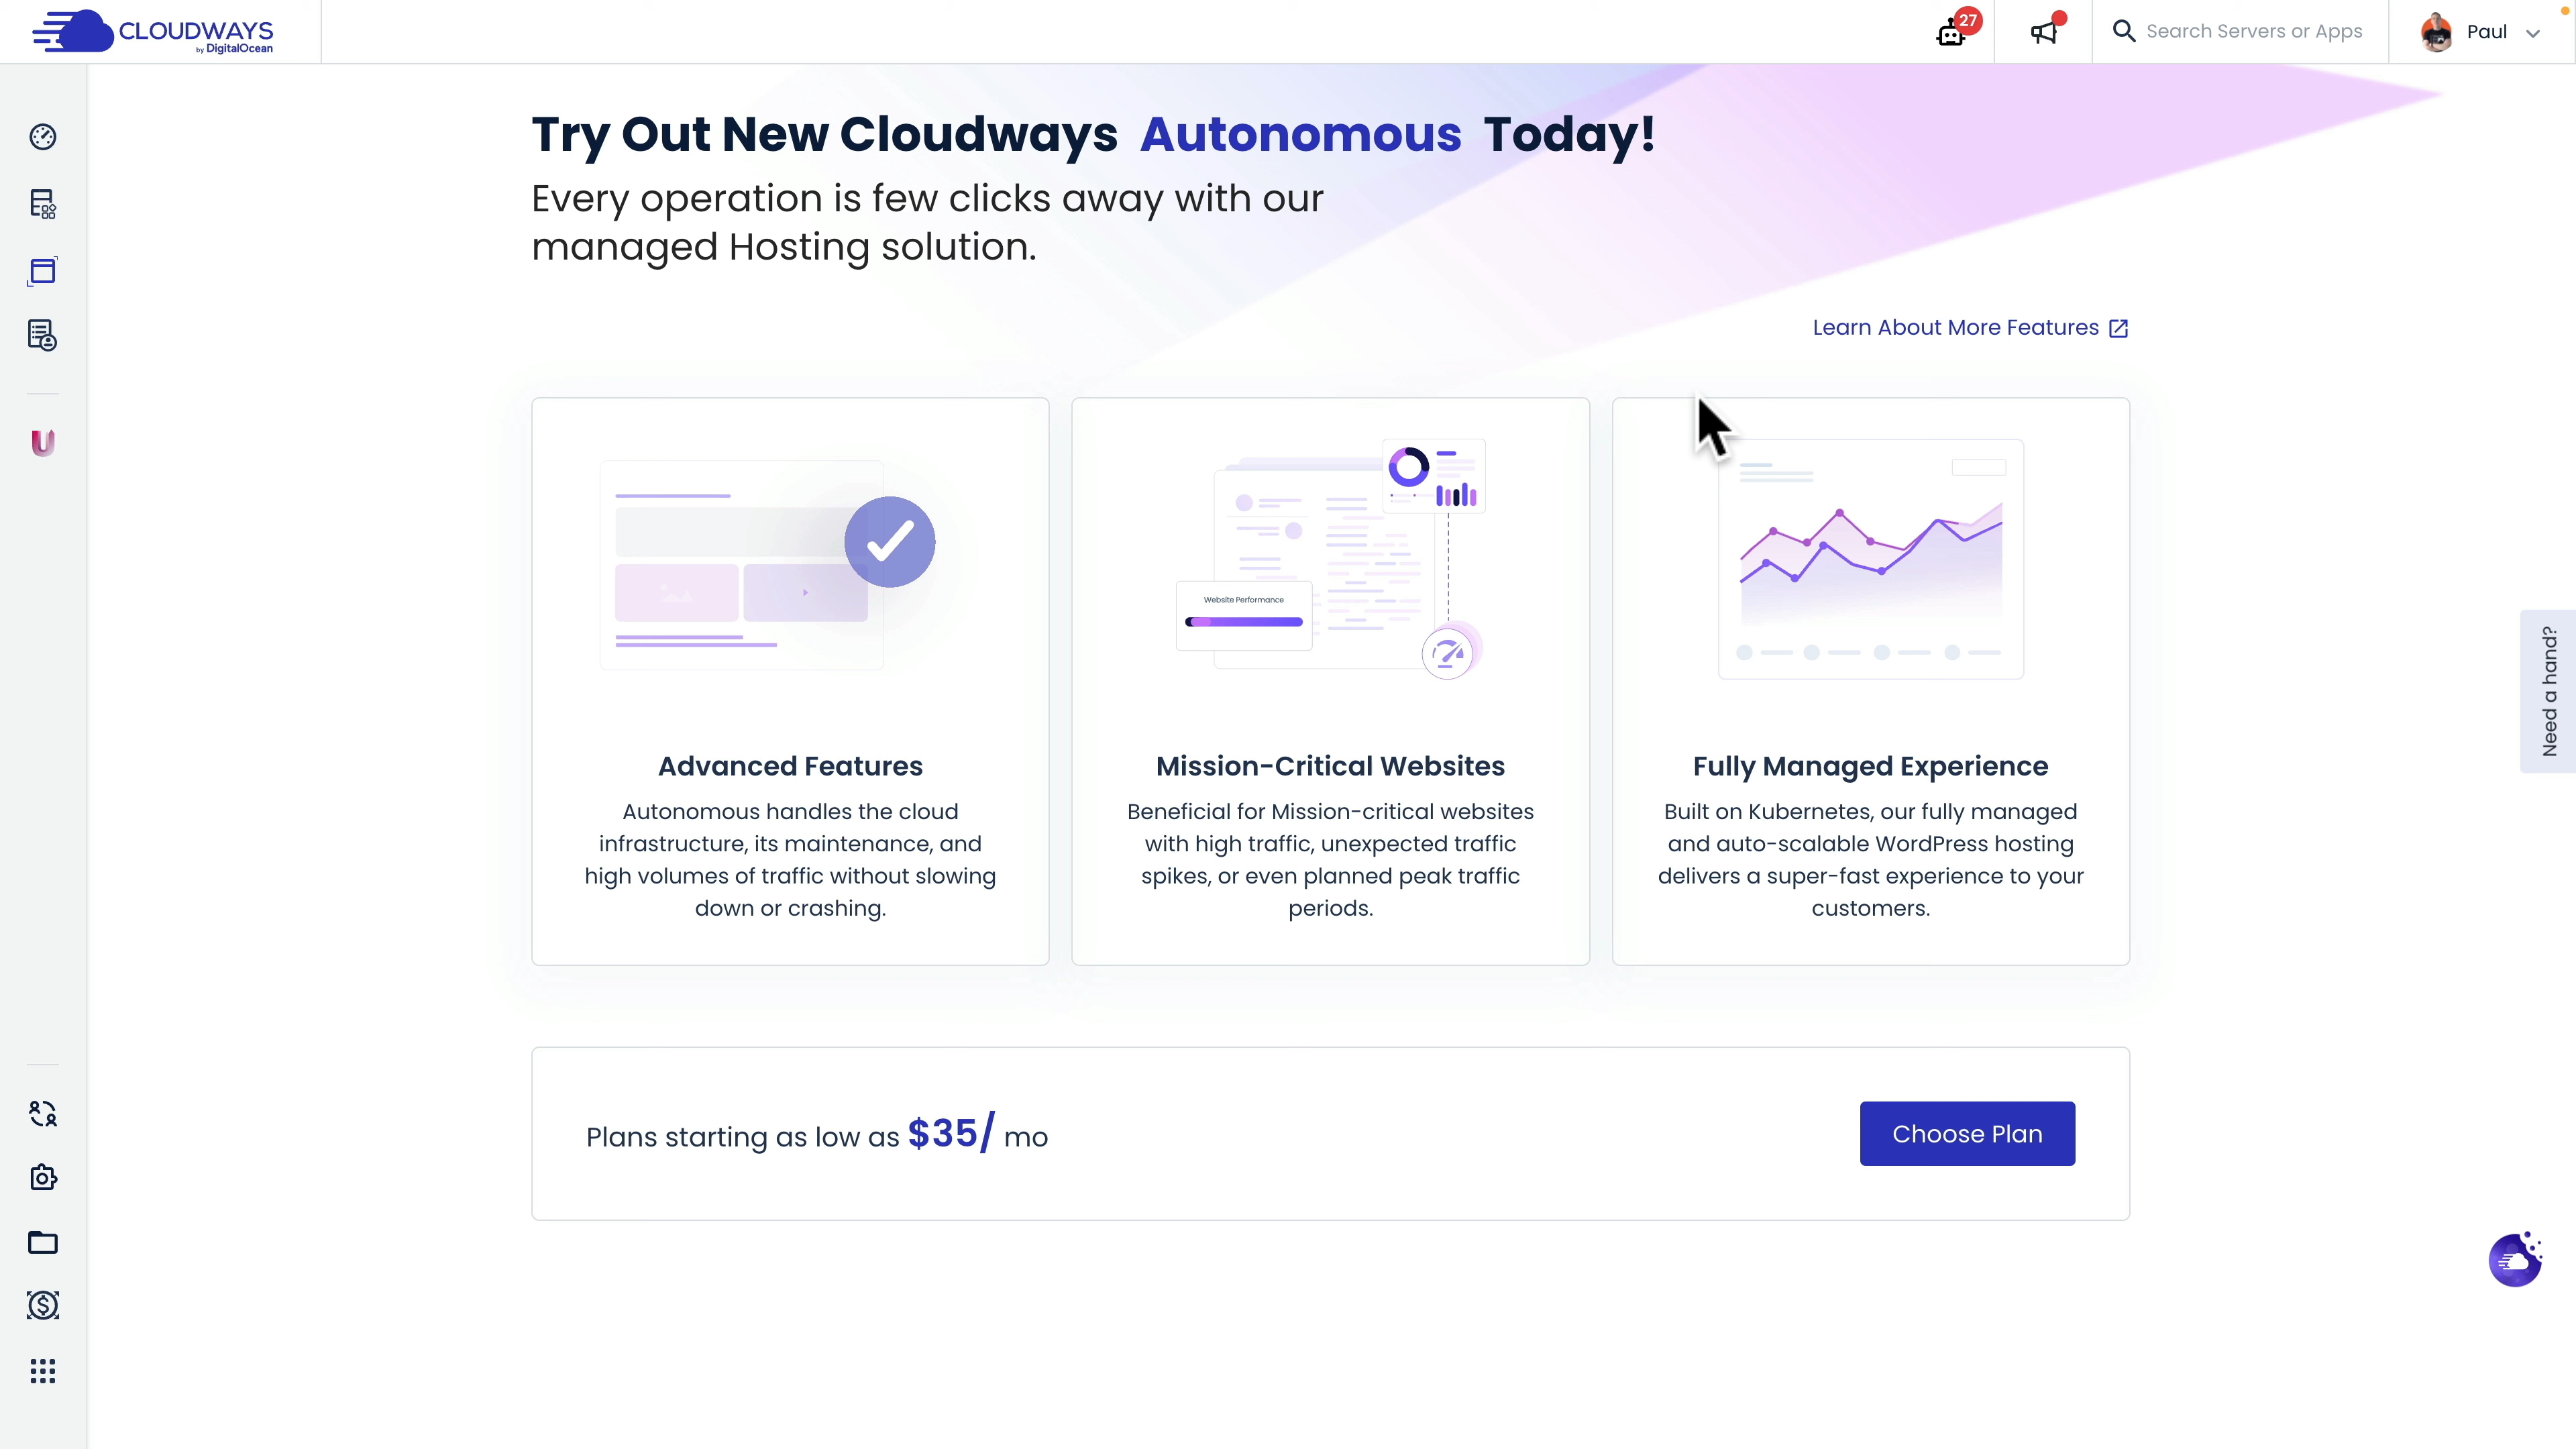 CLOUDWAYS
by DigitalOcean
27
Search Servers or Apps
Paul
Try Out New Cloudways Autonomous Today!
Every operation is few clicks away with our
managed Hosting solution.
Learn About More Features
U
Website Performance
Advanced Features
Autonomous handles the cloud
infrastructure, its maintenance, and
high volumes of traffic without slowing
down or crashing.
Mission-Critical Websites
Beneficial for Mission-critical websites
with high traffic, unexpected traffic
spikes, or even planned peak traffic
periods.
Fully Managed Experience
Built on Kubernetes, our fully managed
and auto-scalable WordPress hosting
delivers a super-fast experience to your
customers.
Need a hand?
Plans starting as low as $35/ mo
Choose Plan